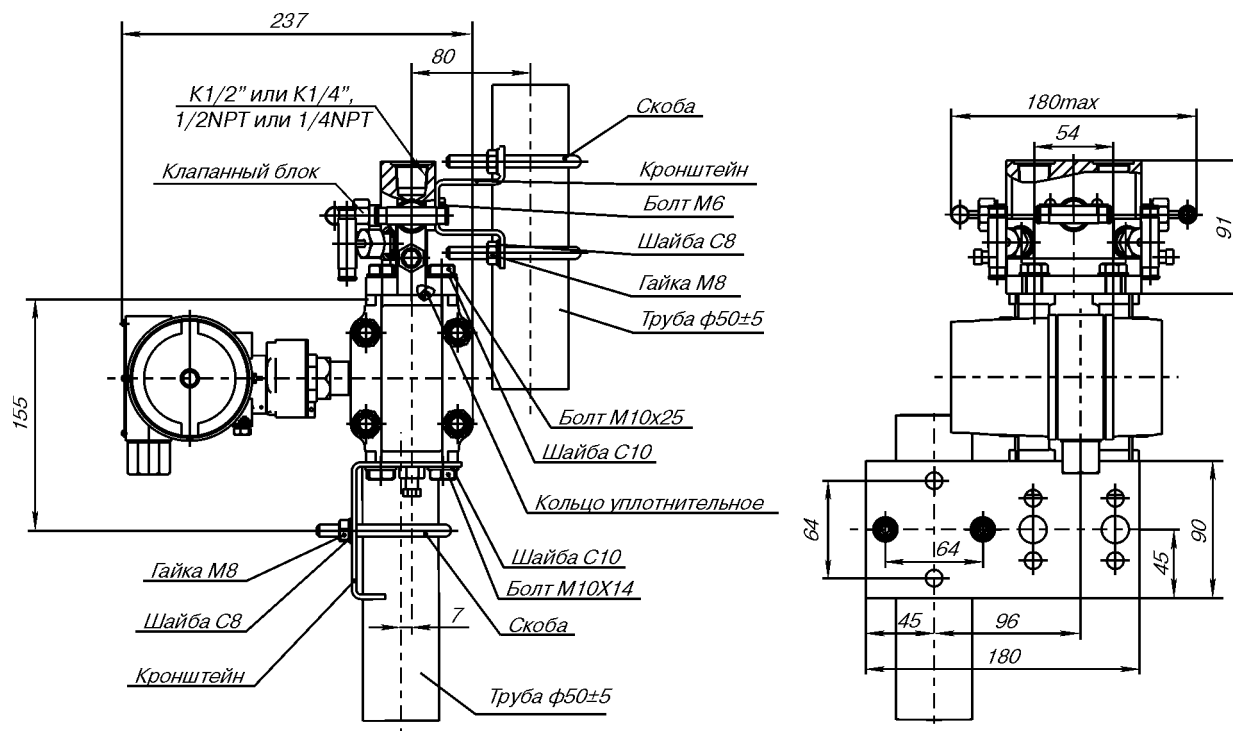 237
80
K1/2” или K1/4”,
1/2NPT или 1/4NPT
Клапанный блок
Скоба
Кронштейн
Болт М6
Шайба С8
Гайка М8
Труба ф50±5
155
Болт М10х25
Шайба С10
Кольцо уплотнительное
Шайба С10
Болт М10Х14
Скоба
7
Гайка М8
Шайба С8
Кронштейн
Труба ф50±5
180max
54
91
64
64
90
45
45
96
180